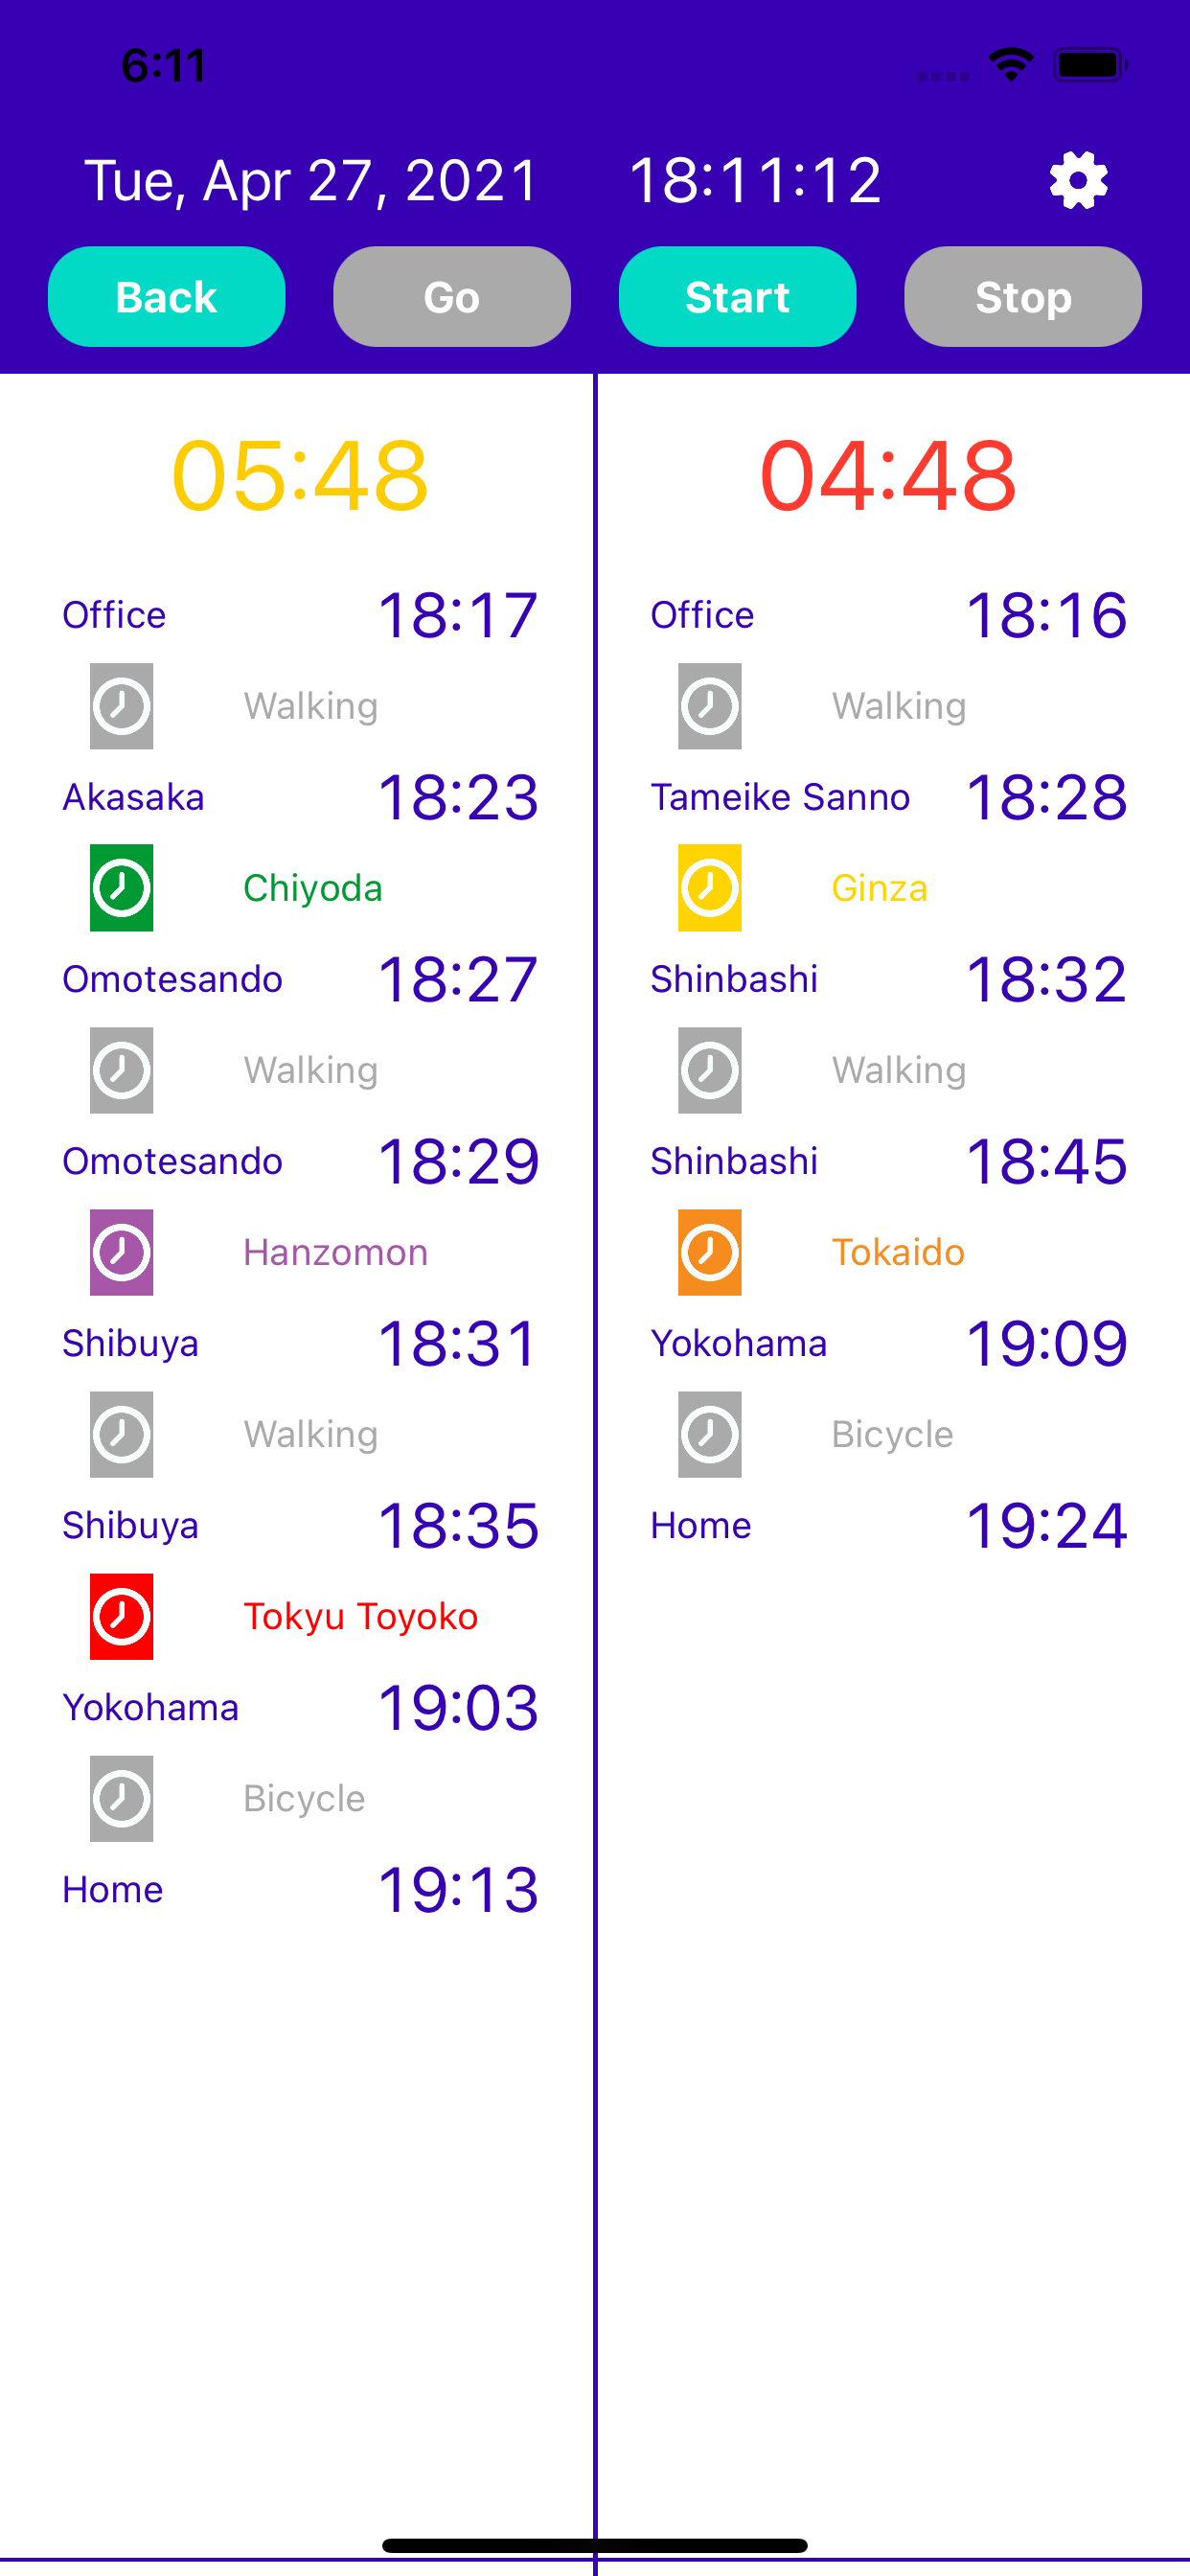 6:11
Tue, Apr 27, 2021 18:11:12
Back Go Start Stop
05:48
Office 18:17
Walking
Akasaka 18:23
Chiyoda
Omotesando 18:27
Walking
Omotesando 18:29
Hanzomon
Shibuya 18:31
Walking
Shibuya 18:35
Tokyu Toyoko
Yokohama 19:03
Bicycle
Home 19:13
04:48
Office 18:16
Walking
Tameike Sanno 18:28
Ginza
Shinbashi 18:32
Walking
Shinbashi 18:45
Tokaido
Yokohama 19:09
Bicycle
Home 19:24